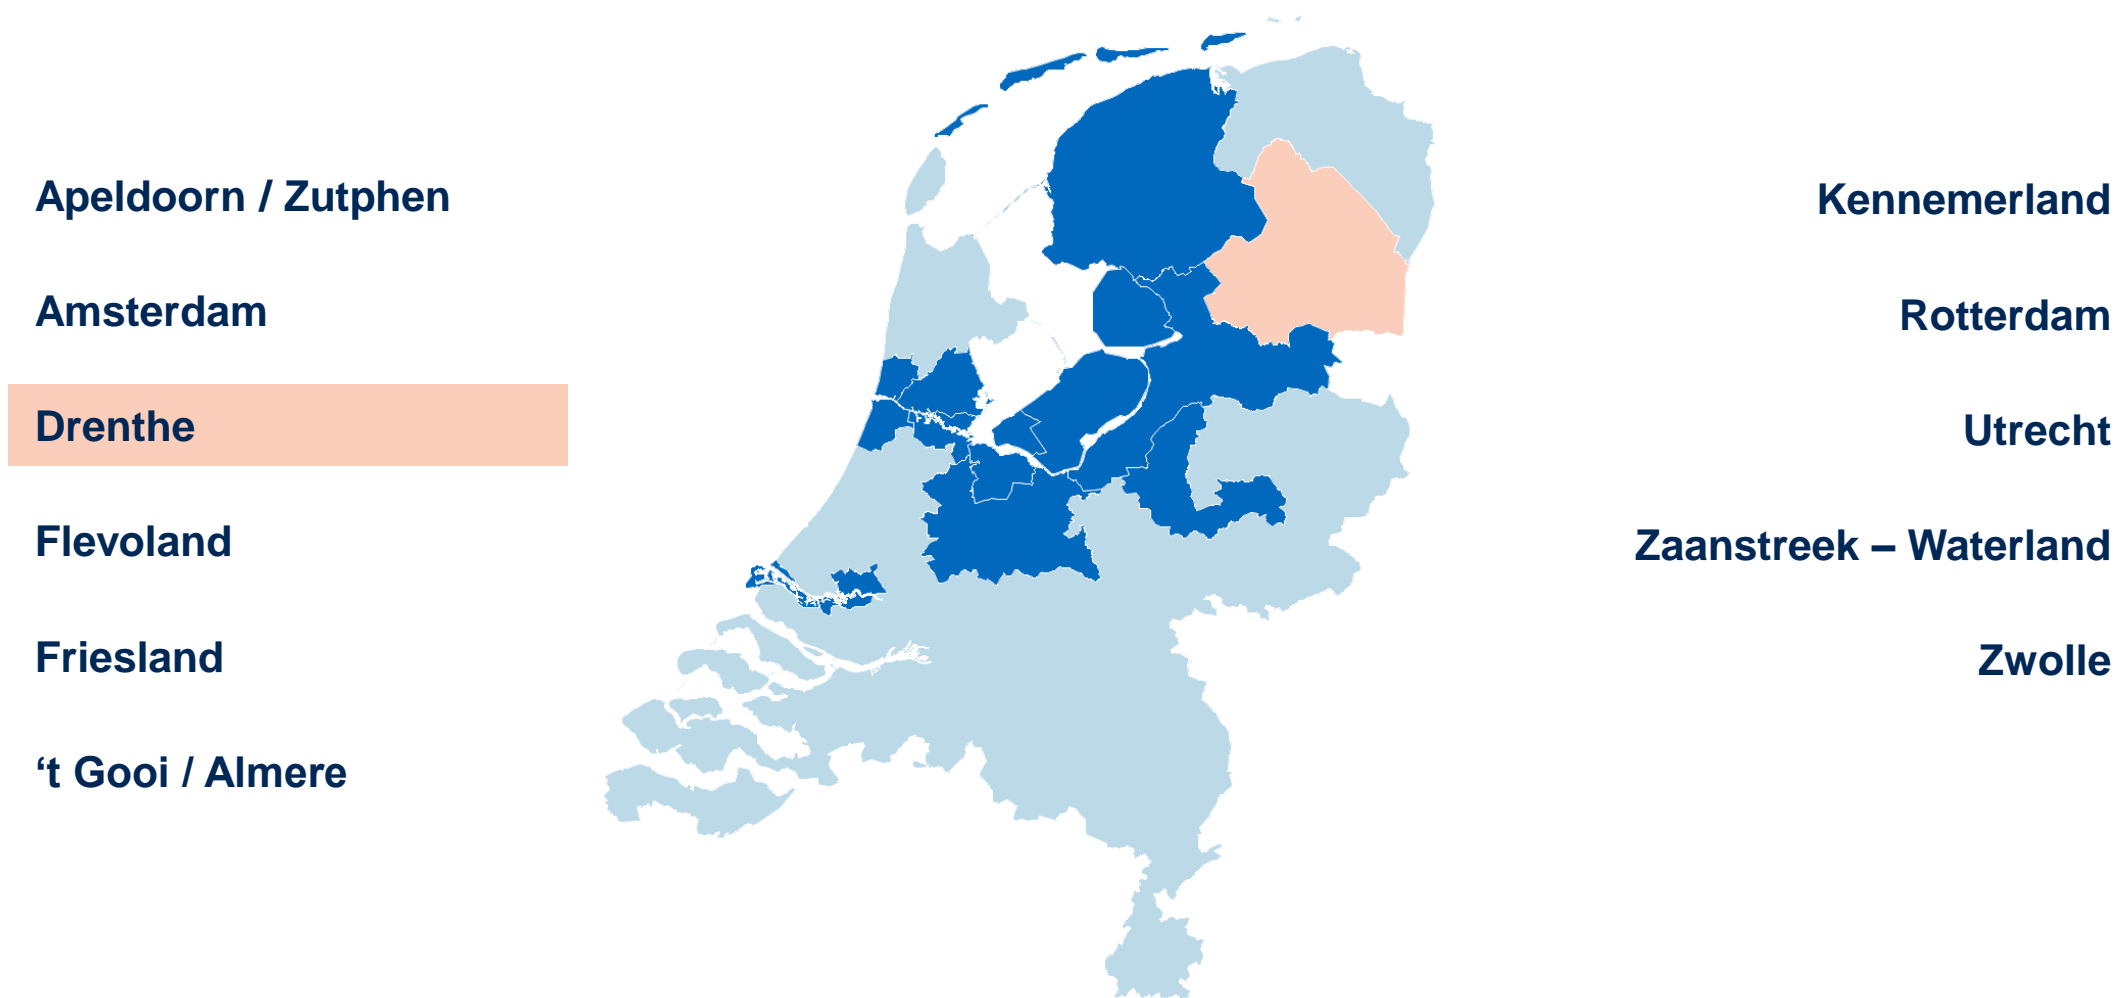 Apeldoorn / Zutphen
Amsterdam
Drenthe
Flevoland
Friesland
‘t Gooi / Almere
Kennemerland
Rotterdam
Utrecht
Zaanstreek – Waterland
Zwolle